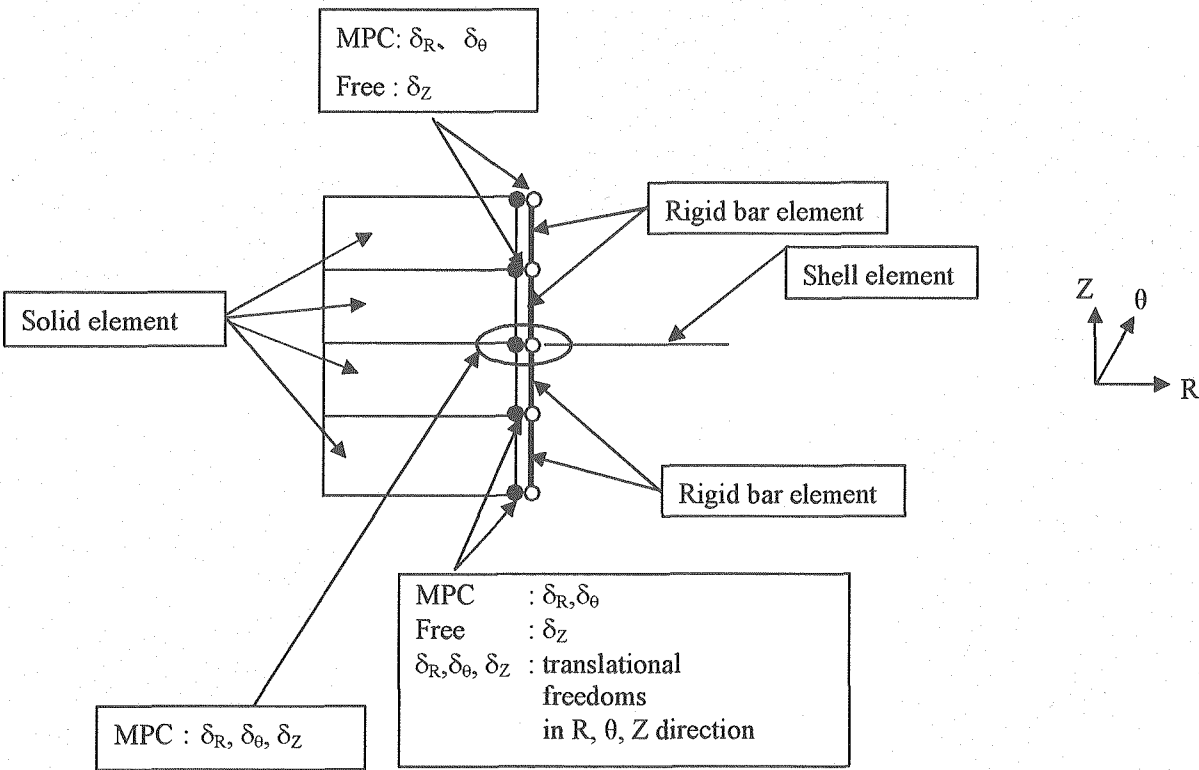 MPC: δR、 δθ
Free : δZ
Rigid bar element
Shell element
Solid element
Z
θ
R
Rigid bar element
MPC : δR,δθ
Free : δZ
δR,δθ, δZ : translational
freedoms
in R, θ, Z direction
MPC : δR, δθ, δZ